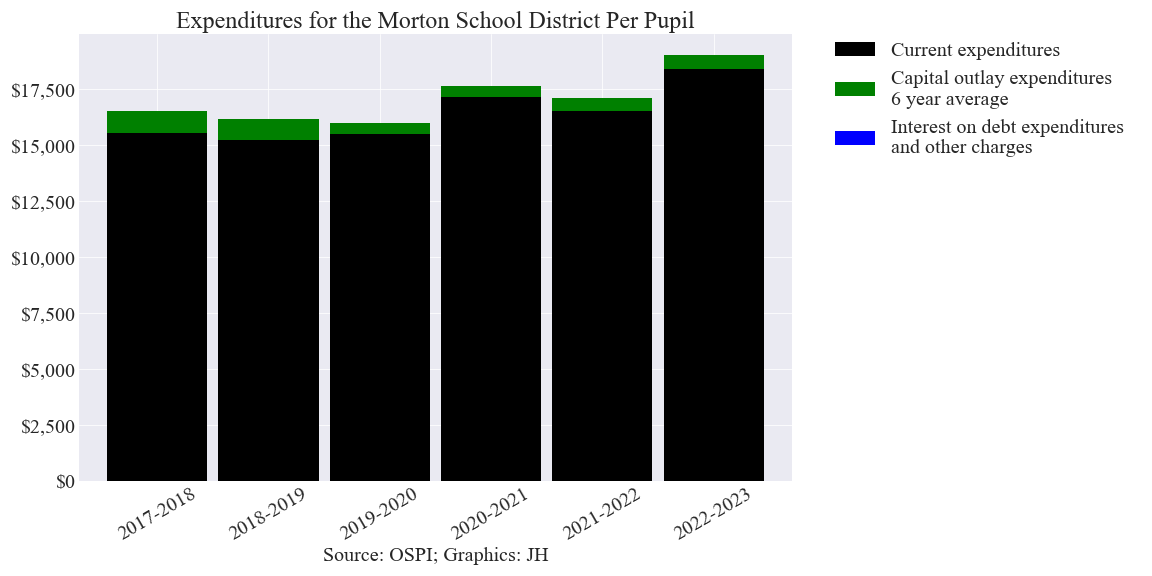 Expenditures for the Morton School District Per Pupil
Current expenditures
Capital outlay expenditures
6 year average
Interest on debt expenditures
and other charges
$17,500
$15,000
$12,500
$10,000
$7,500
$5,000
$2,500
$0
2017-2018
2018-2019
2019-2020
2020-2021
2021-2022
2022-2023
Source: OSPI; Graphics: JH